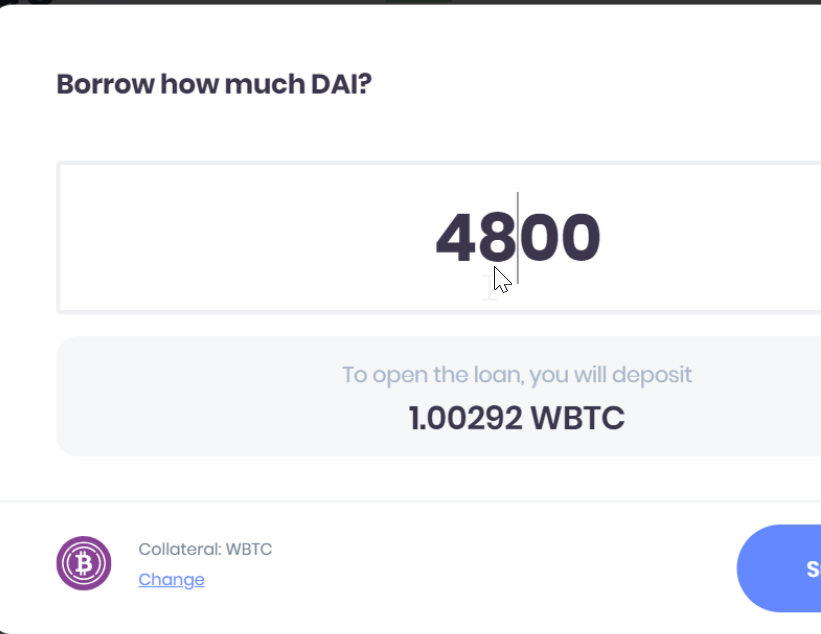 Borrow how much DAI?
4800
To open the loan, you will deposit
1.00292 WBTC
Collateral: WBTC
Change